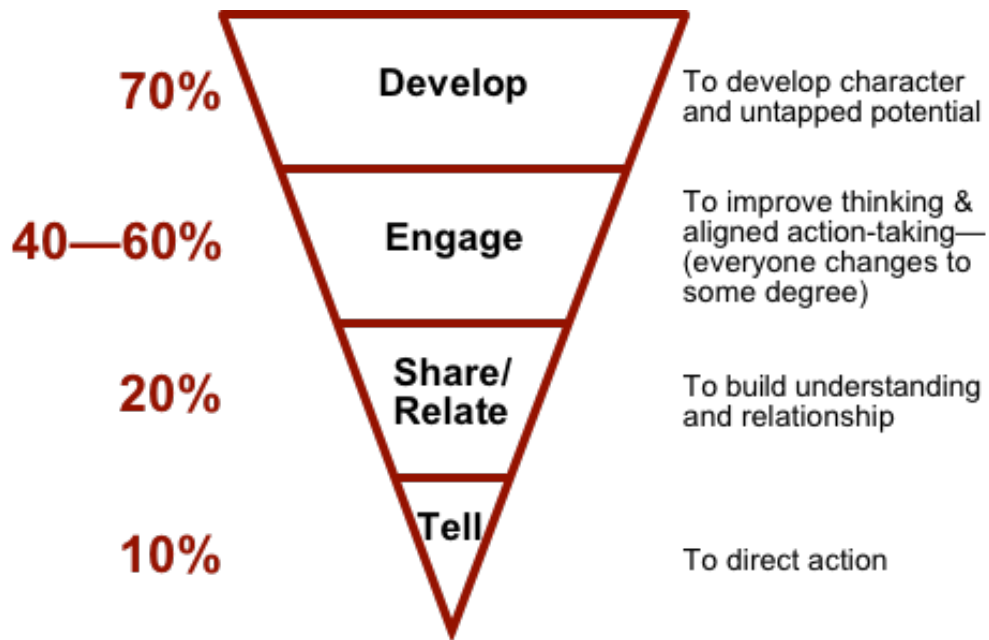 70%
Develop
To develop character
and untapped potential
40—60%
Engage
To improve thinking &
aligned action-taking—
(everyone changes to
some degree)
20%
Share/
Relate
To build understanding
and relationship
10%
Tell
To direct action